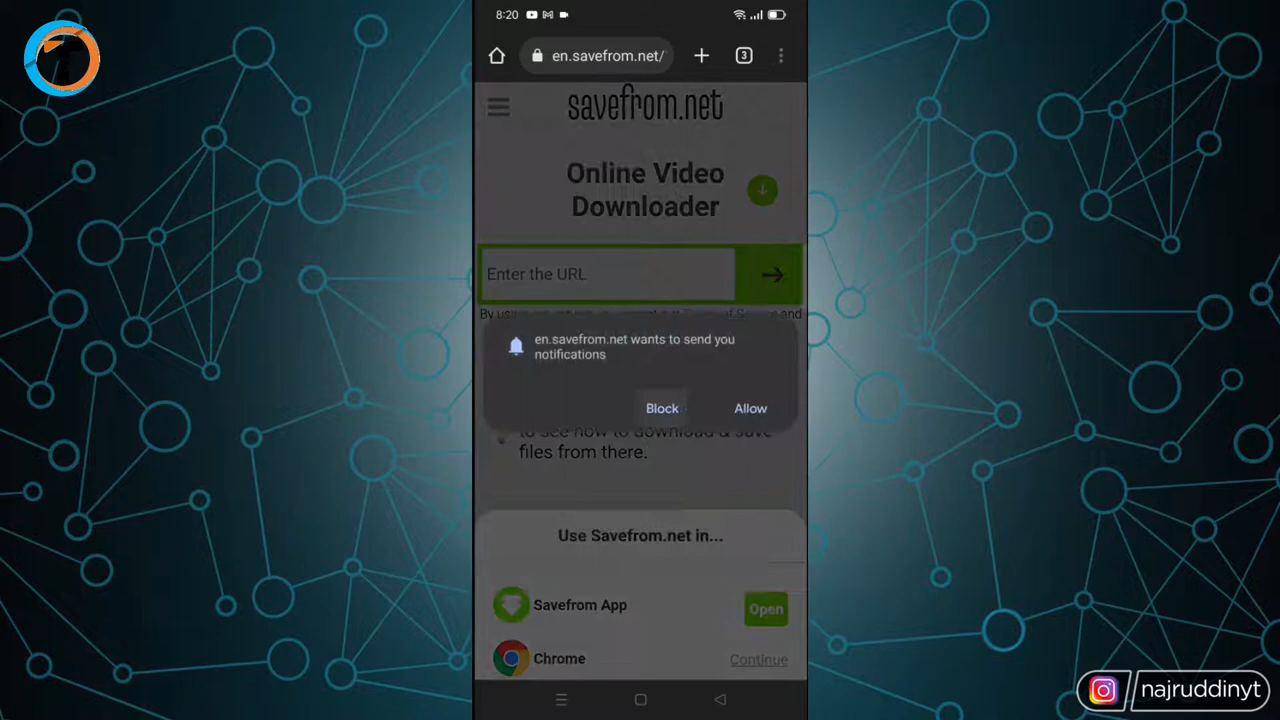 8:20
en.savefrom.net/
3
savefrom.net
Online Video
Downloader
Enter the URL
en.savefrom.net wants to send you
notifications
Block
Allow
to see how to download & save
files from there.
Use Savefrom.net in...
Savefrom App
Open
Chrome
Continue
najruddinyt